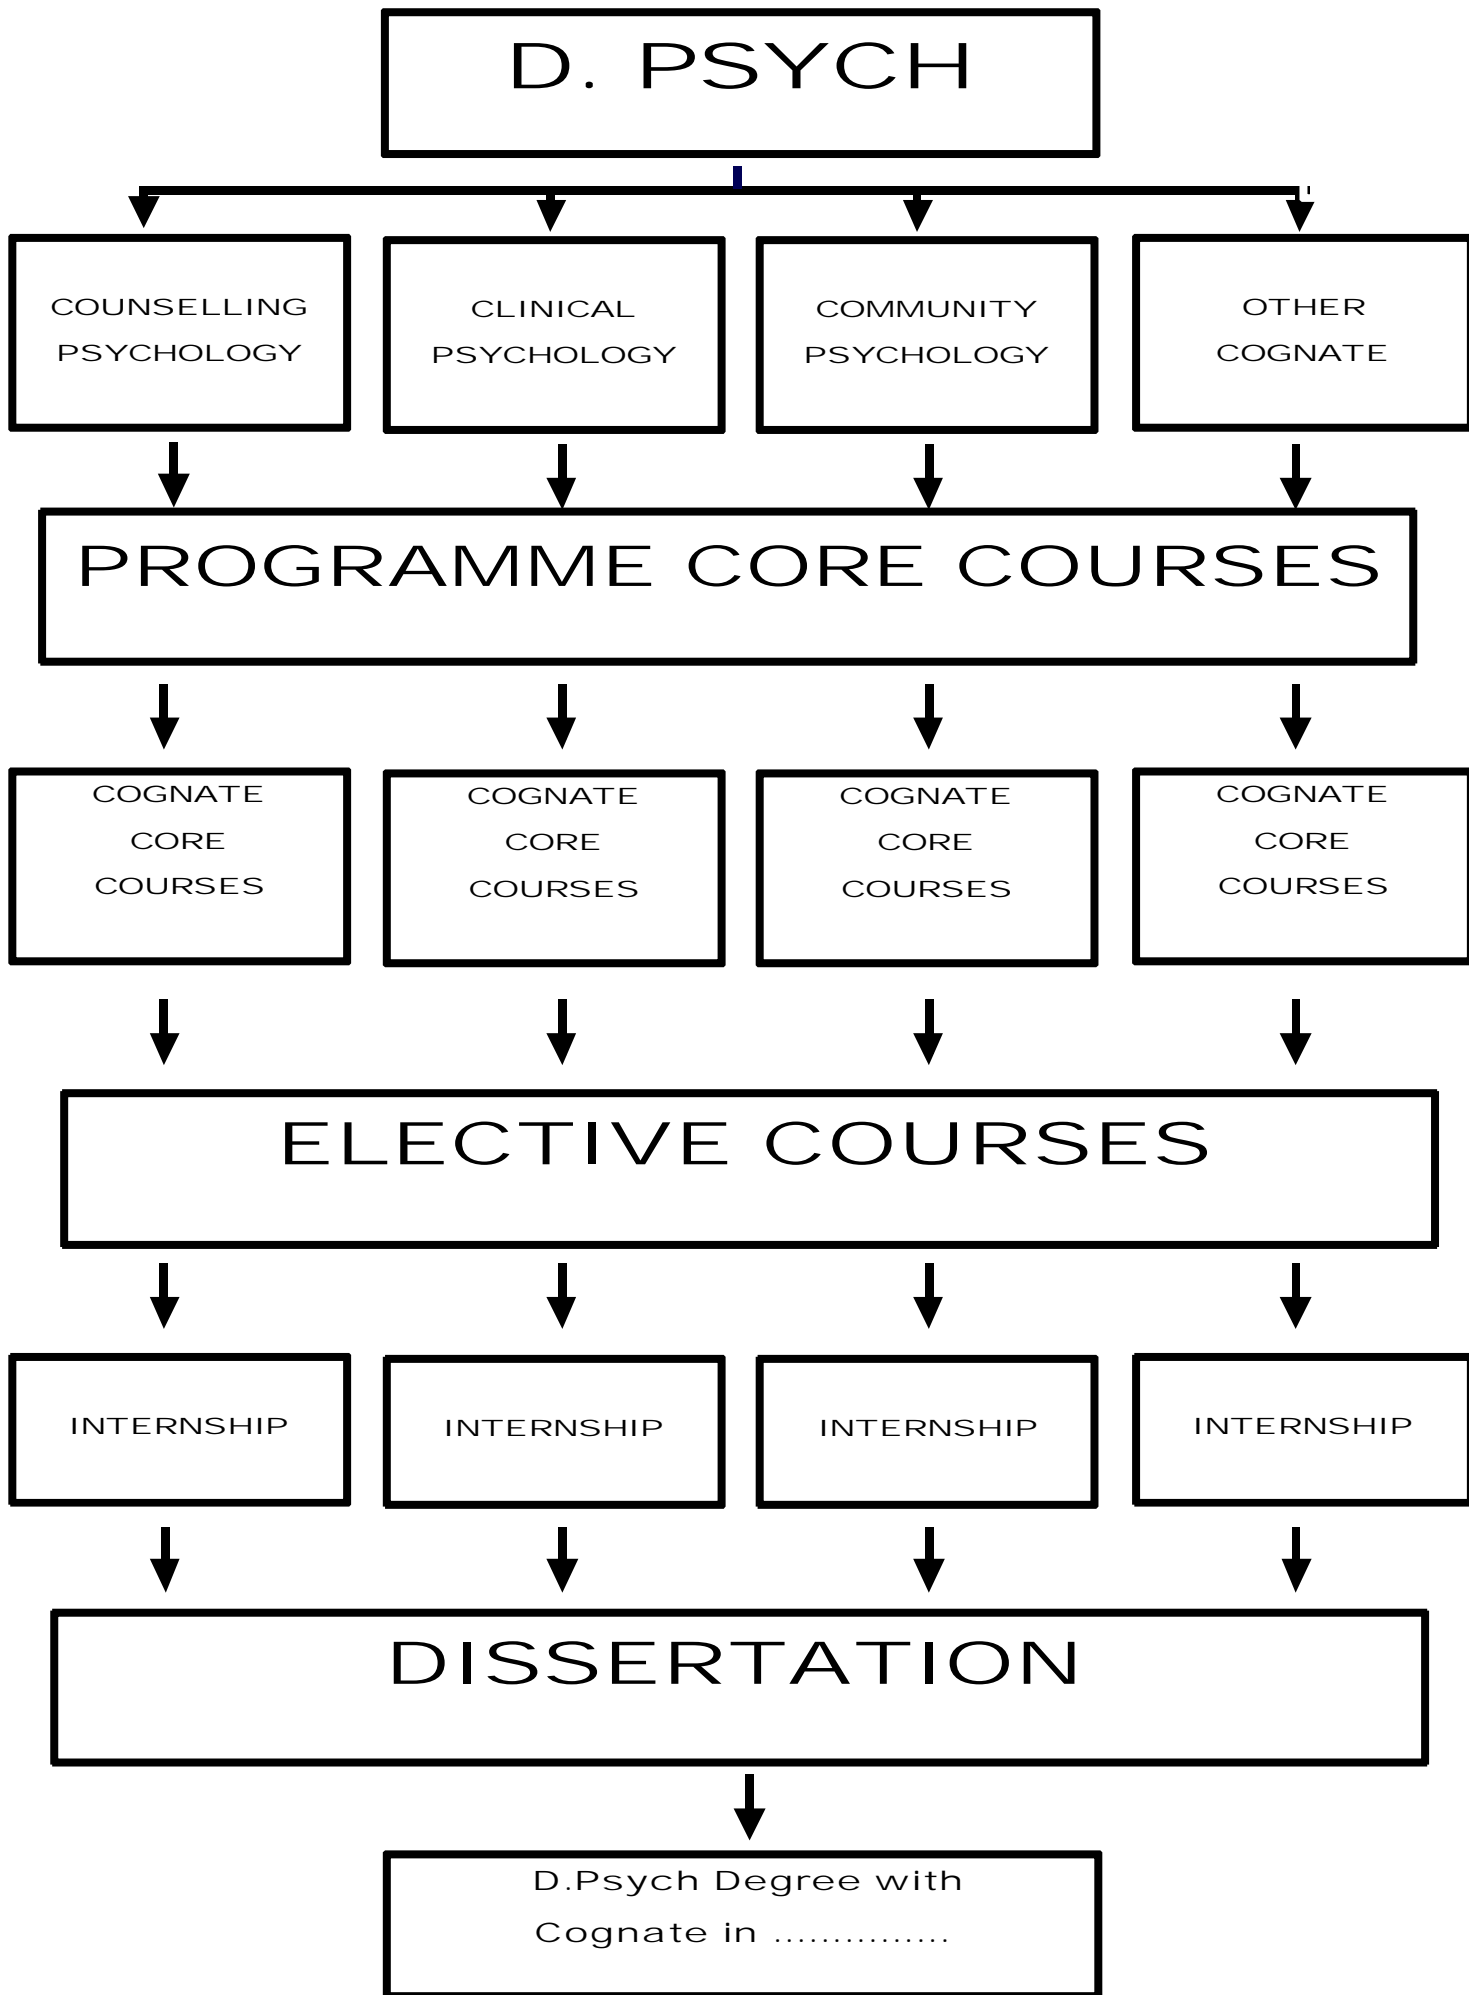 D. PSYCH
COUNSELLING
PSYCHOLOGY
CLINICAL
PSYCHOLOGY
COMMUNITY
PSYCHOLOGY
OTHER
COGNATE
PROGRAMME CORE COURSES
COGNATE
CORE
COURSES
COGNATE
CORE
COURSES
COGNATE
CORE
COURSES
COGNATE
CORE
COURSES
ELECTIVE COURSES
INTERNSHIP
INTERNSHIP
INTERNSHIP
INTERNSHIP
DISSERTATION
D.Psych Degree with
Cognate in ...............